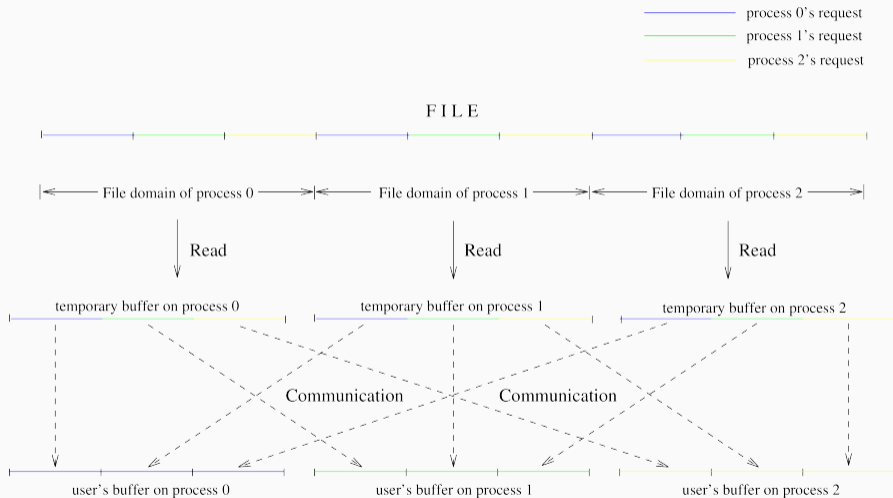 process 0's request
process 1's request
process 2's request
FILE
File domain of process 0
File domain of process 1
File domain of process 2
Read
Read
Read
temporary buffer on process 0
temporary buffer on process 1
temporary buffer on process 2
Communication
Communication
user's buffer on process 0
user's buffer on process 1
user's buffer on process 2